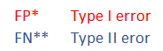 FP* Type I error
FN** Type II eror